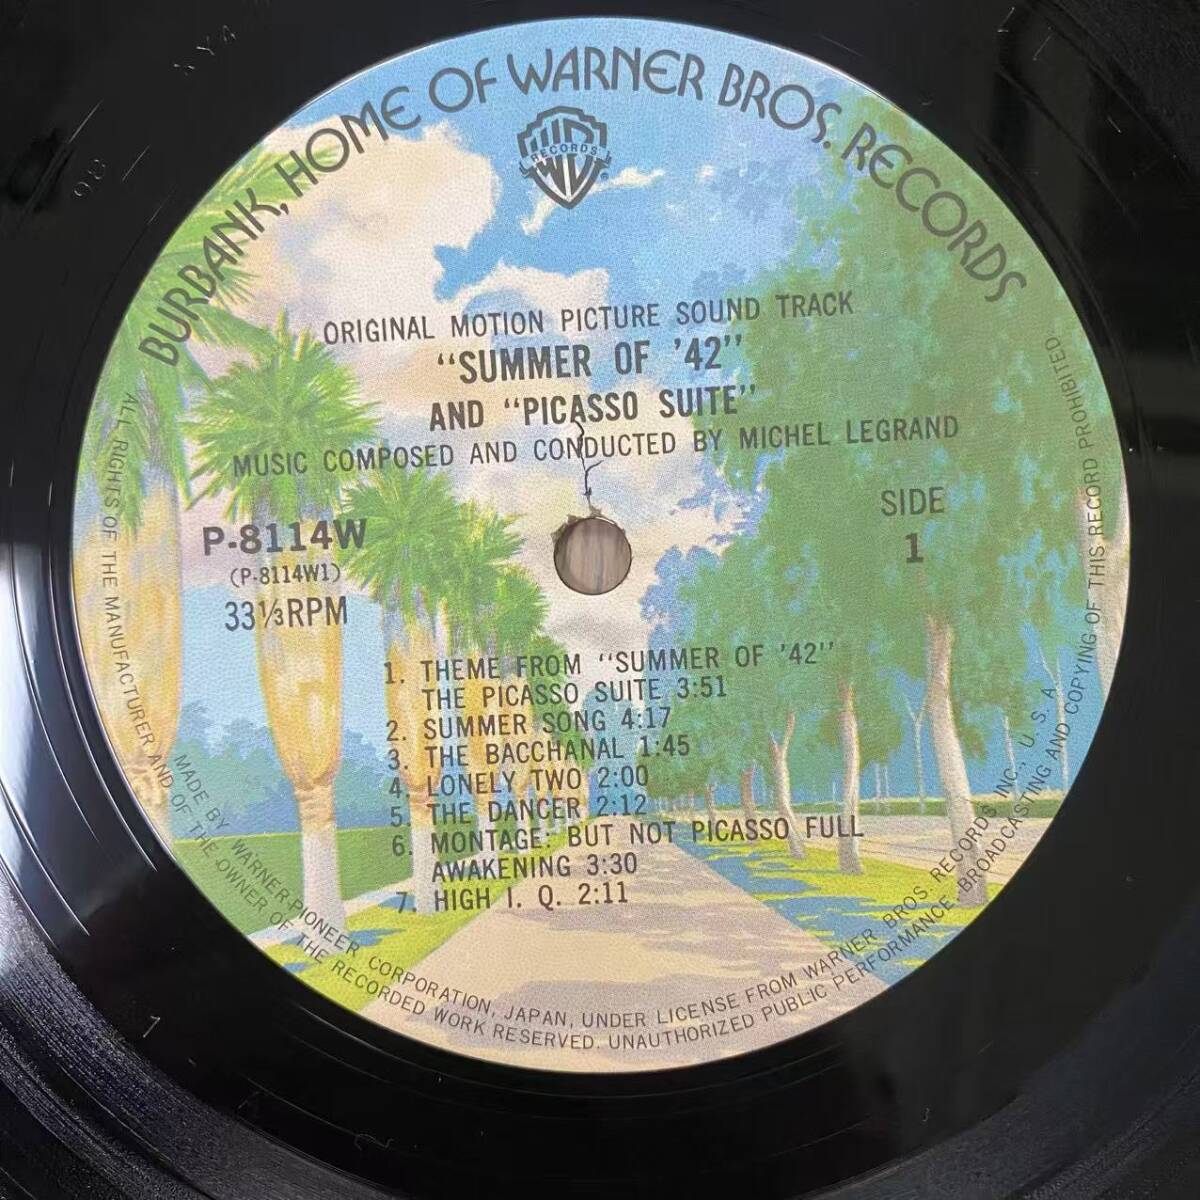 BURBANK, HOME OF WARNER BROS. RECORDS
RECORDS
ORIGINAL MOTION PICTURE SOUND TRACK
"SUMMER OF '42"
AND "PICASSO SUITE"
MUSIC COMPOSED AND CONDUCTED BY MICHEL LEGRAND
P-8114W
(P-8114W1)
33⅓RPM
SIDE
1
1. THEME FROM "SUMMER OF '42"
THE PICASSO SUITE 3:51
2. SUMMER SONG 4:17
3. THE BACCHANAL 1:45
4. LONELY TWO 2:00
5. THE DANCER 2:12
6. MONTAGE: BUT NOT PICASSO FULL
AWAKENING 3:30
7. HIGH I. Q. 2:11
MADE BY WARNER-PIONEER CORPORATION, JAPAN, UNDER LICENSE FROM WARNER BROS. RECORDS INC., U. S. A.
ALL RIGHTS OF THE MANUFACTURER AND OF THE OWNER OF THE RECORDED WORK RESERVED. UNAUTHORIZED PUBLIC PERFORMANCE, BROADCASTING AND COPYING OF THIS RECORD PROHIBITED.